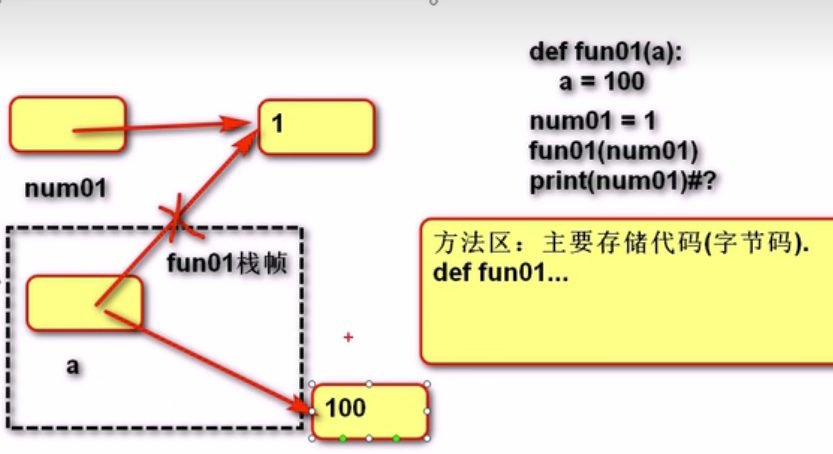 def fun01(a):
a = 100
num01 = 1
fun01(num01)
print(num01)#?
1
num01
fun01栈帧
a
100
方法区：主要存储代码(字节码).
def fun01...